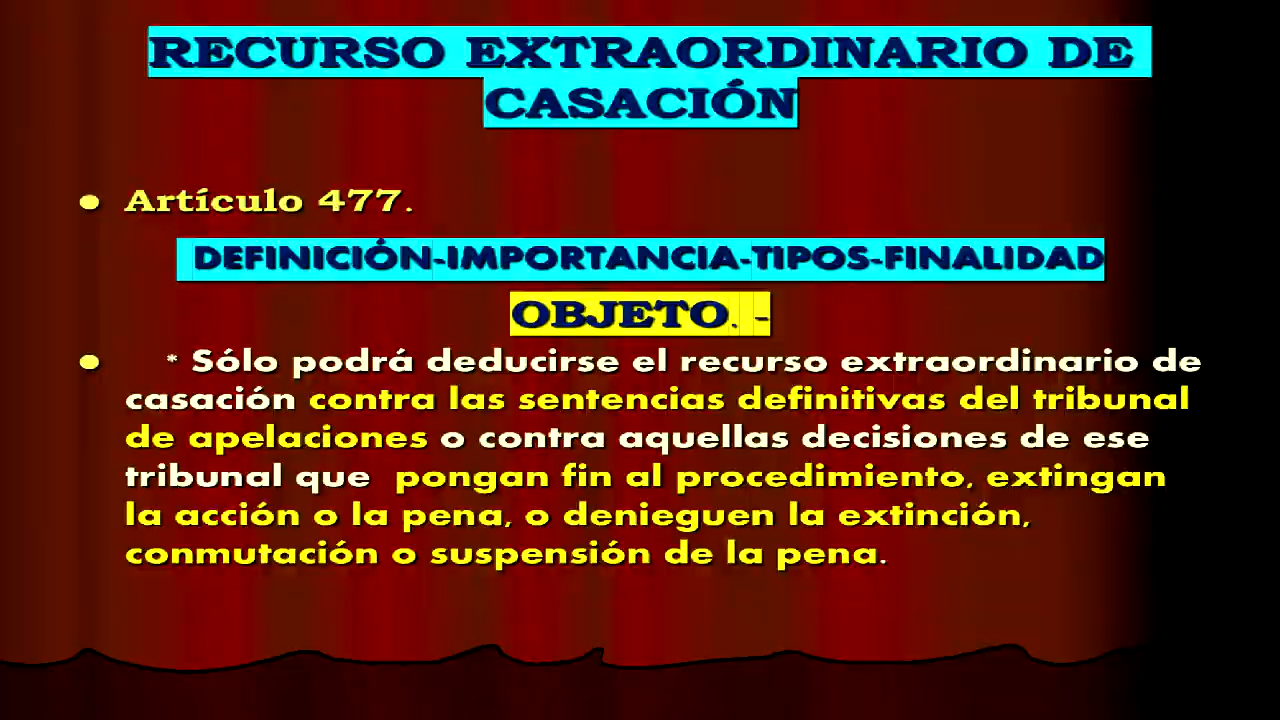 RECURSO EXTRAORDINARIO DE
CASACIÓN
• Artículo 477.
DEFINICIÓN-IMPORTANCIA-TIPOS-FINALIDAD
OBJETO. -
• * Sólo podrá deducirse el recurso extraordinario de
casación contra las sentencias definitivas del tribunal
de apelaciones o contra aquellas decisiones de ese
tribunal que pongan fin al procedimiento, extingan
la acción o la pena, o denieguen la extinción,
conmutación o suspensión de la pena.